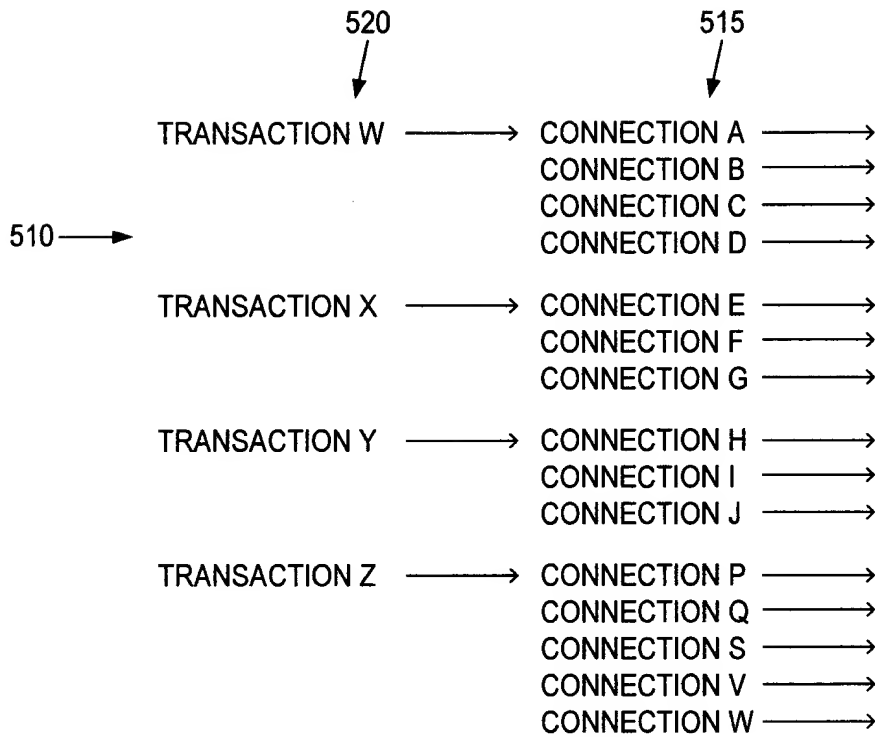 520 515
TRANSACTION W CONNECTION A
CONNECTION B
CONNECTION C
510 CONNECTION D
TRANSACTION X CONNECTION E
CONNECTION F
CONNECTION G
TRANSACTION Y CONNECTION H
CONNECTION I
CONNECTION J
TRANSACTION Z CONNECTION P
CONNECTION Q
CONNECTION S
CONNECTION V
CONNECTION W